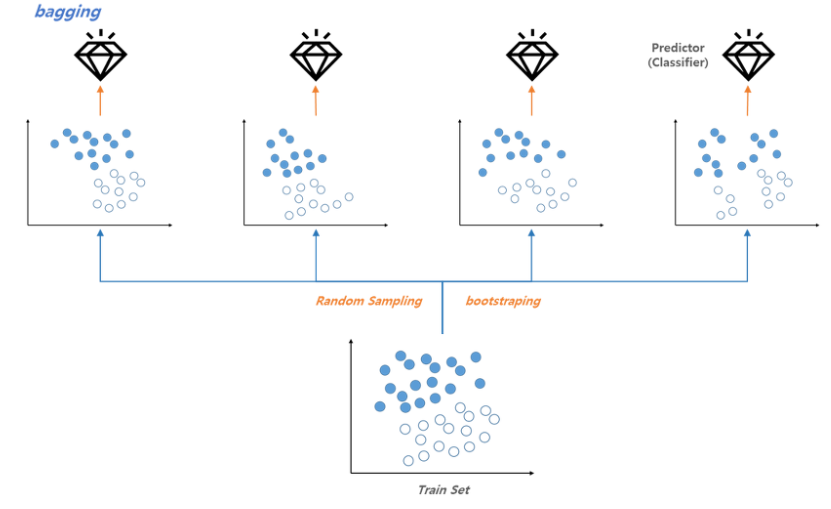 bagging
Predictor
(Classifier)
Random Sampling
bootstraping
Train Set